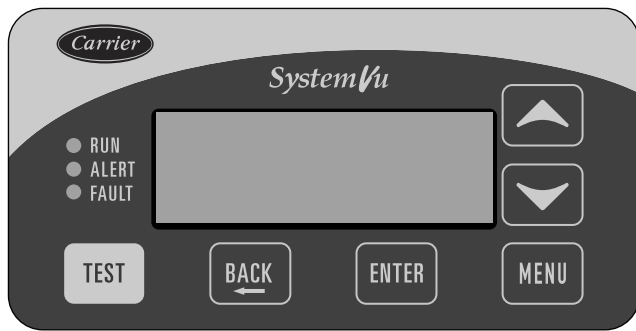 Carrier
SystemVu
RUN
ALERT
FAULT
TEST
BACK
ENTER
MENU